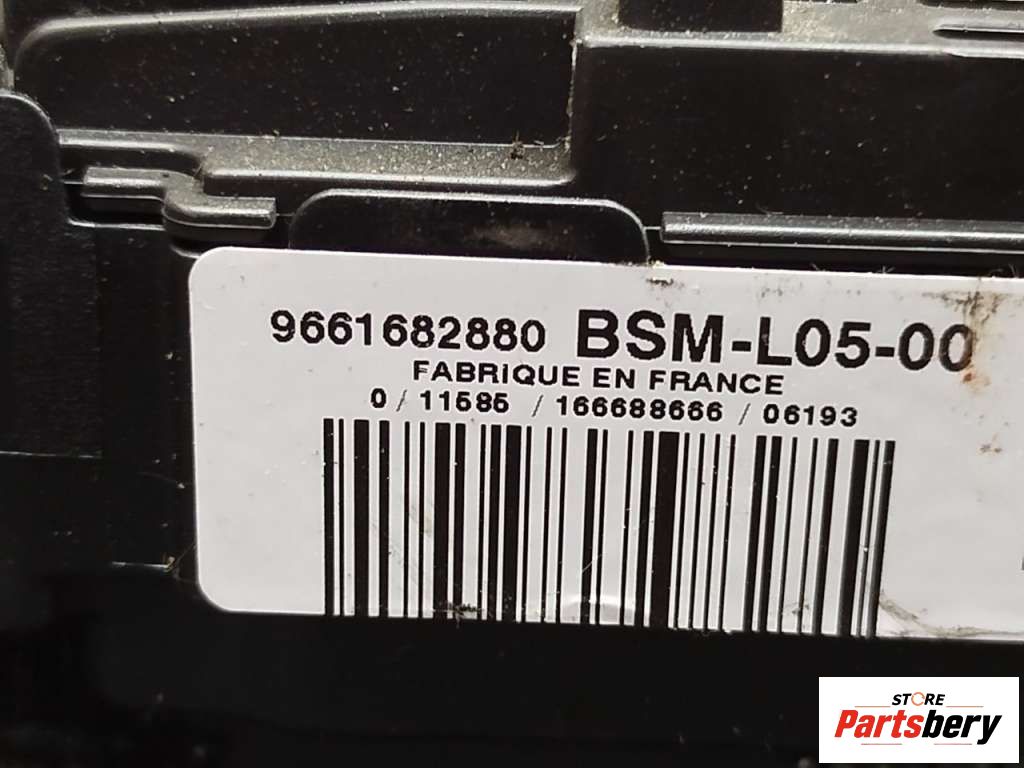 9661682880 BSM-L05-00
FABRIQUE EN FRANCE
0/11585/166688666/06193
STORE
Partsbery